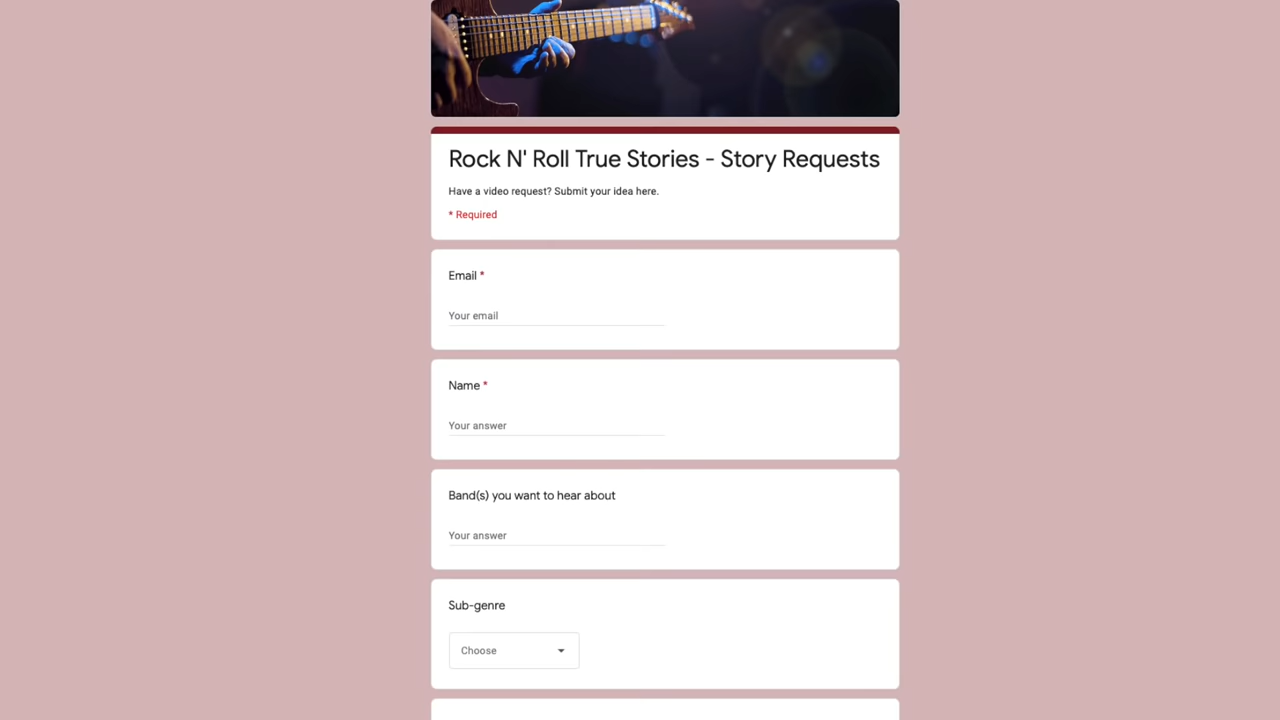 Rock N' Roll True Stories - Story Requests
Have a video request? Submit your idea here.
* Required
Email *
Your email
Name *
Your answer
Band(s) you want to hear about
Your answer
Sub-genre
Choose